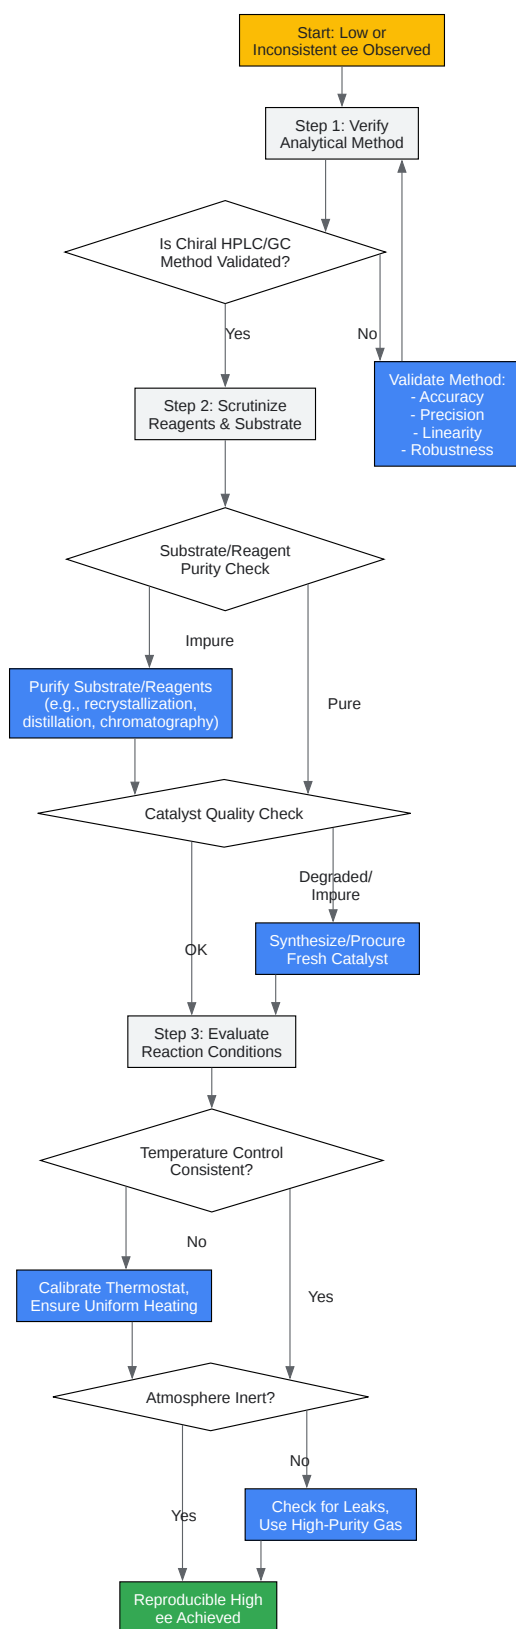 Start: Low or
Inconsistent ee Observed
Step 1: Verify
Analytical Method
Is Chiral HPLC/GC
Method Validated?
Yes
No
Validate Method:
- Accuracy
- Precision
- Linearity
- Robustness
Step 2: Scrutinize
Reagents & Substrate
Substrate/Reagent
Purity Check
Impure
Purify Substrate/Reagents
(e.g., recrystallization,
distillation, chromatography)
Pure
Catalyst Quality Check
Degraded/
Impure
OK
Synthesize/Procure
Fresh Catalyst
Step 3: Evaluate
Reaction Conditions
Temperature Control
Consistent?
No
Calibrate Thermostat,
Ensure Uniform Heating
Yes
Atmosphere Inert?
No
Yes
Check for Leaks,
Use High-Purity Gas
Reproducible High
ee Achieved